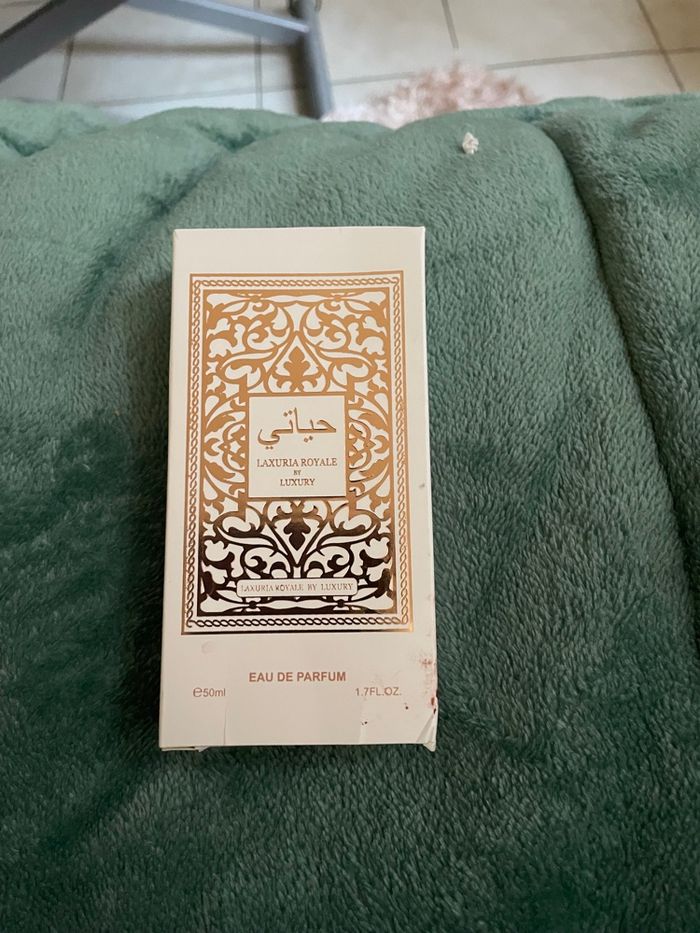 حياتي
LAXURIA ROYALE
BY
LUXURY
LAXURIA ROYALE BY LUXURY
EAU DE PARFUM
℮50ml 1.7FL.OZ.